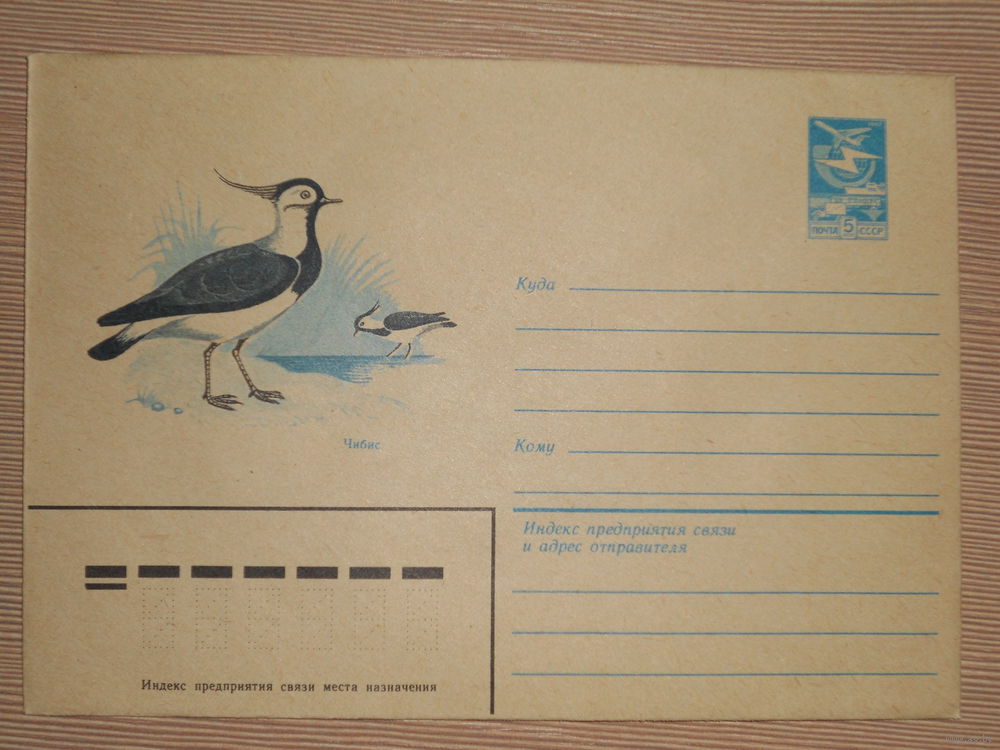 ПОЧТА 5 СССР
Куда
Чибис
Кому
Индекс предприятия связи
и адрес отправителя
Индекс предприятия связи места назначения